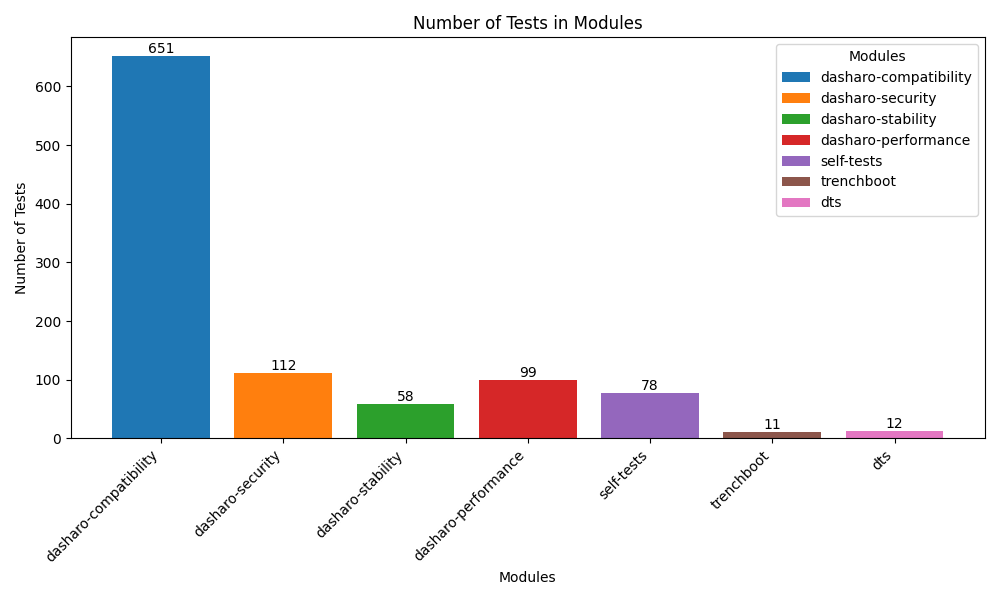 Number of Tests in Modules
Number of Tests
600
500
400
300
200
100
0
651
112
58
99
78
11
12
Modules
dasharo-compatibility
dasharo-security
dasharo-stability
dasharo-performance
self-tests
trenchboot
dts
dasharo-compatibility
dasharo-security
dasharo-stability
dasharo-performance
self-tests
trenchboot
dts
Modules